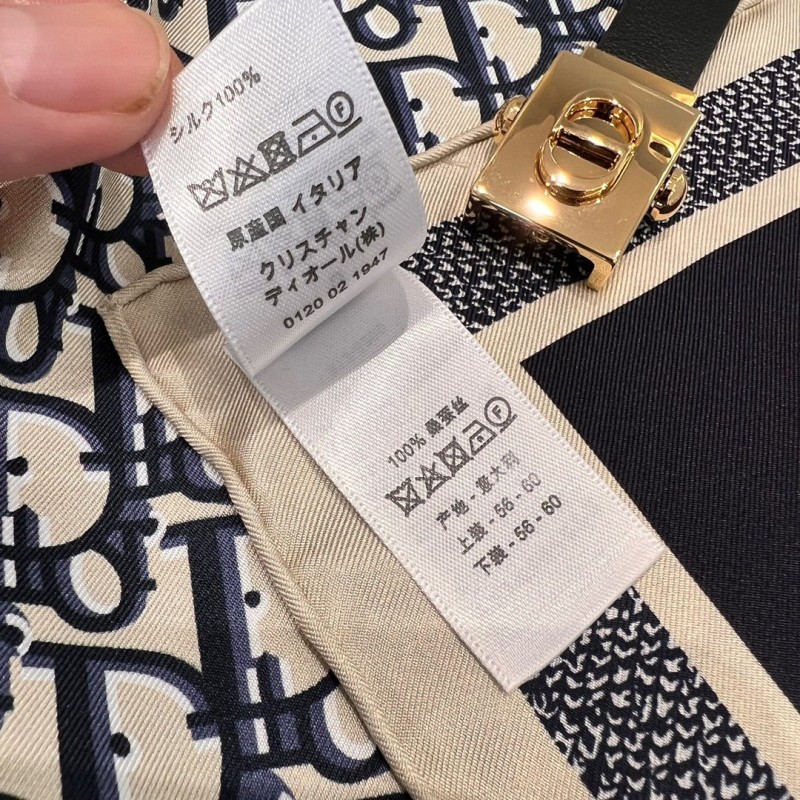 シルク100%
F
原産国 イタリア
クリスチャン
ディオール(株)
0120 02 1947
100% 桑蚕丝
F
产地 - 意大利
上装 - 56 - 60
下装 - 56 - 60